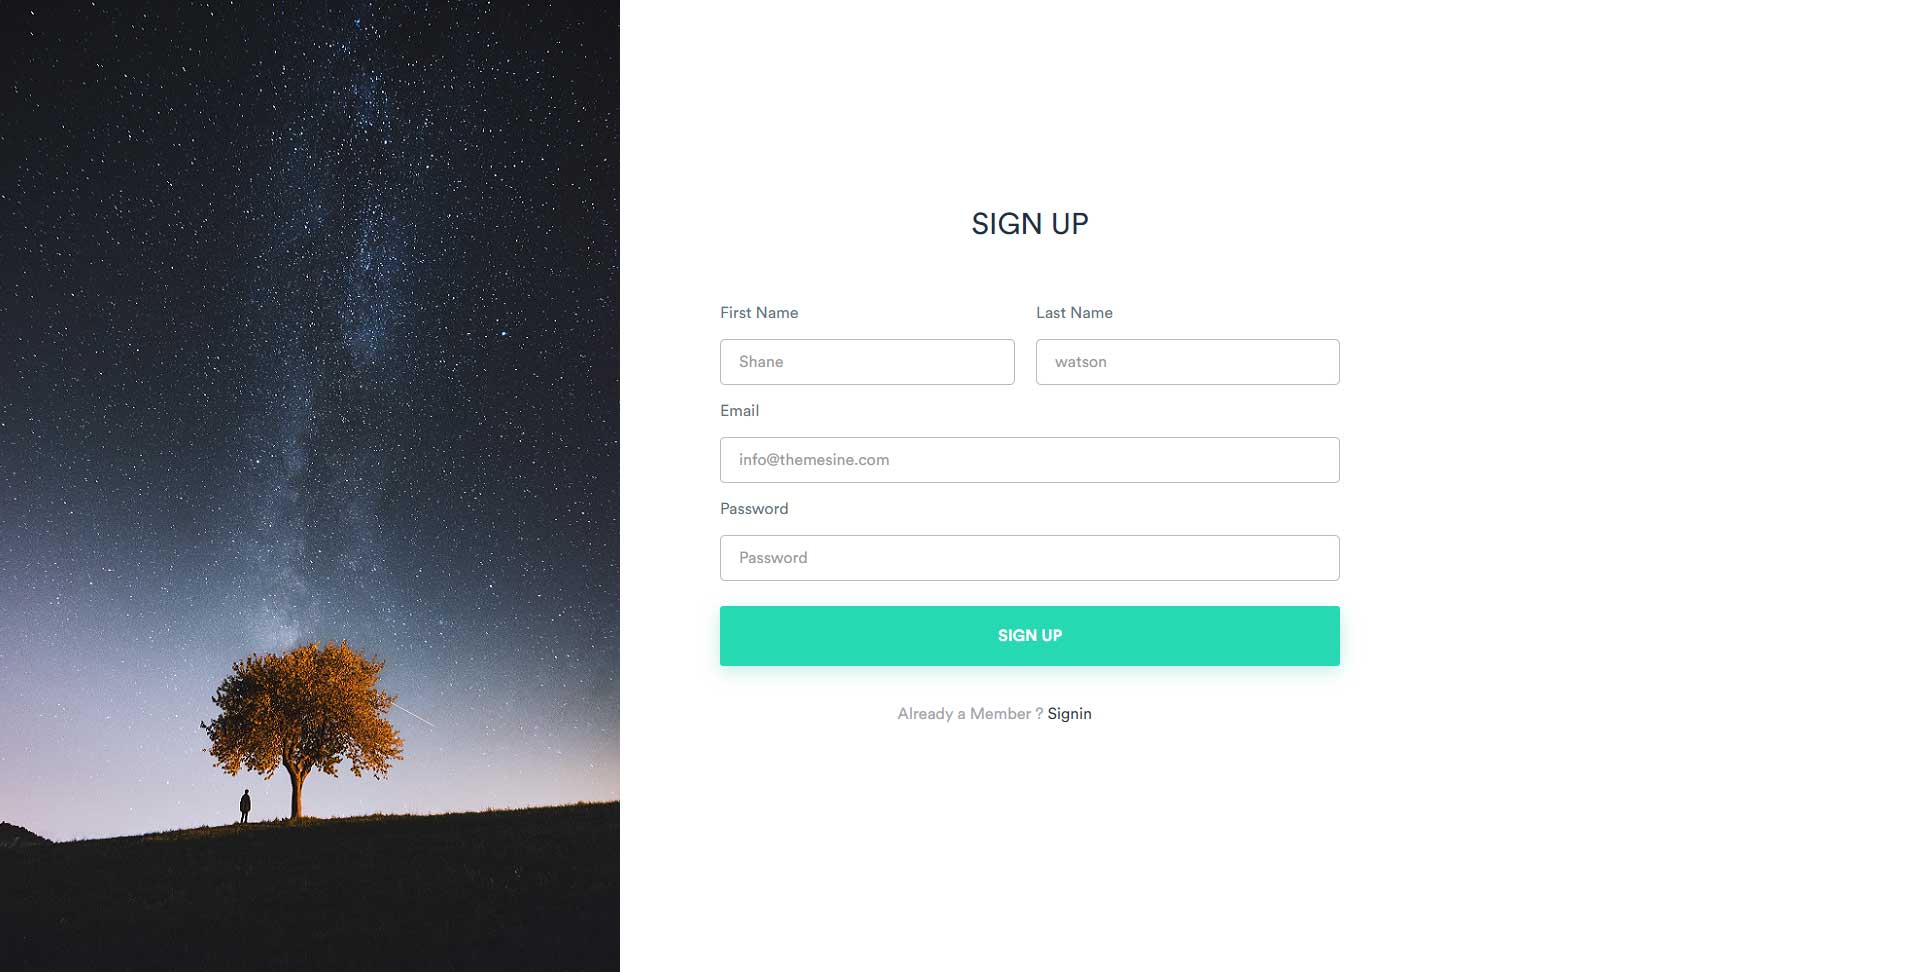 SIGN UP
First Name Last Name
Shane watson
Email
info@themesine.com
Password
Password
SIGN UP
Already a Member ? Signin